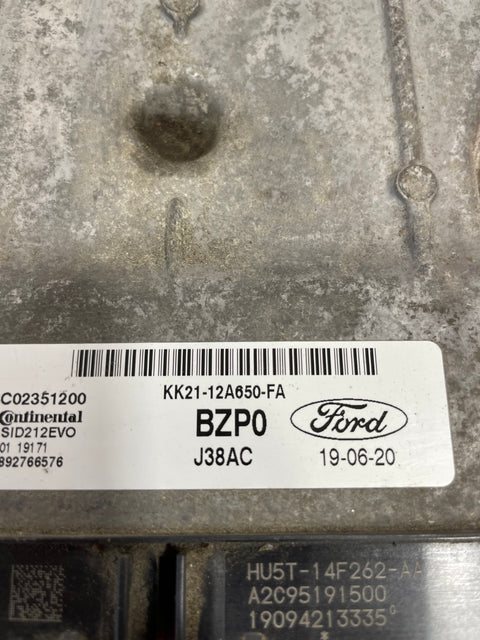 C02351200
Continental
SID212EVO
01 19171
892766576
KK21-12A650-FA
BZP0
J38AC
Ford
19-06-20
HU5T-14F262-AA
A2C95191500
19094213335